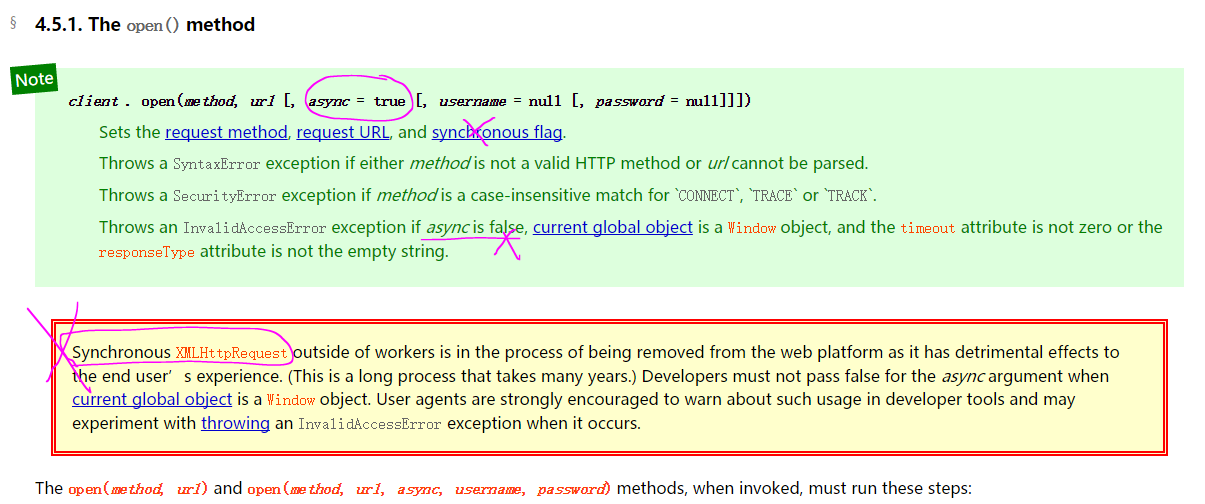 § 4.5.1. The open() method
Note
client . open(method, url [, async = true [, username = null [, password = null]]])
Sets the request method, request URL, and synchronous flag.
Throws a SyntaxError exception if either method is not a valid HTTP method or url cannot be parsed.
Throws a SecurityError exception if method is a case-insensitive match for `CONNECT`, `TRACE` or `TRACK`.
Throws an InvalidAccessError exception if async is false, current global object is a Window object, and the timeout attribute is not zero or the
responseType attribute is not the empty string.
Synchronous XMLHttpRequest outside of workers is in the process of being removed from the web platform as it has detrimental effects to
the end user’s experience. (This is a long process that takes many years.) Developers must not pass false for the async argument when
current global object is a Window object. User agents are strongly encouraged to warn about such usage in developer tools and may
experiment with throwing an InvalidAccessError exception when it occurs.
The open(method, url) and open(method, url, async, username, password) methods, when invoked, must run these steps: